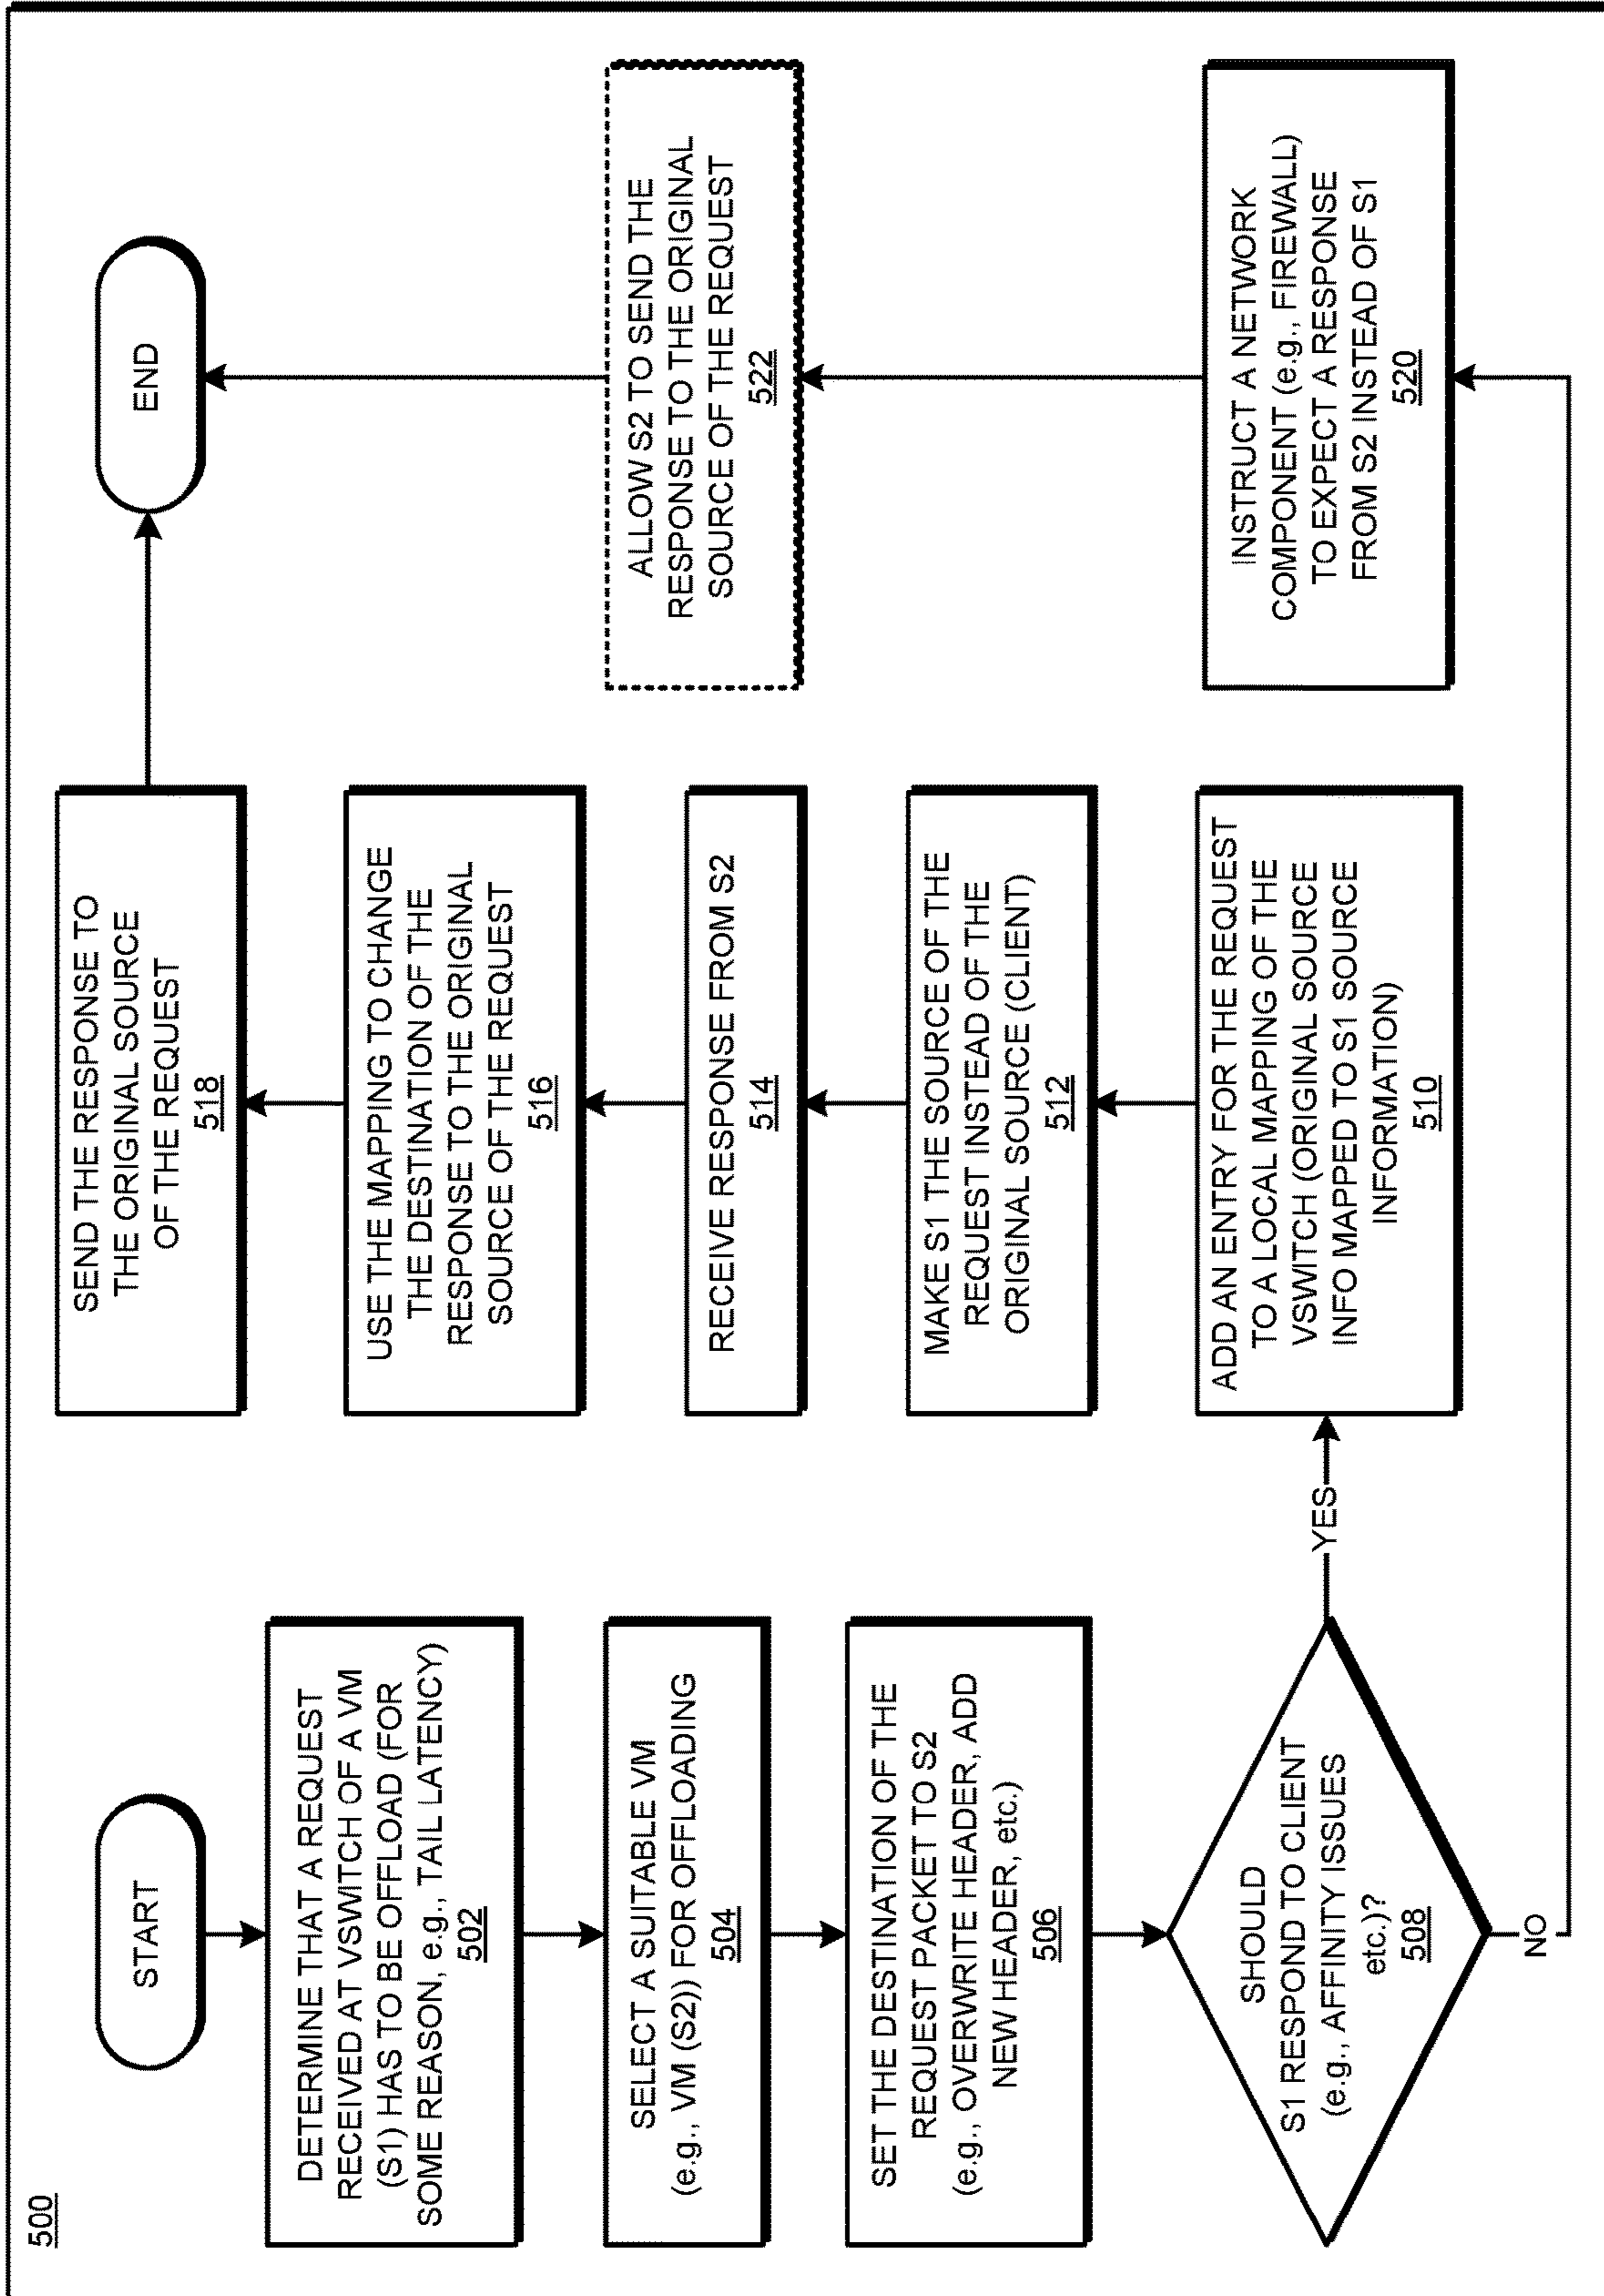 500
START
DETERMINE THAT A REQUEST
RECEIVED AT VSWITCH OF A VM
(S1) HAS TO BE OFFLOAD (FOR
SOME REASON, e.g., TAIL LATENCY)
502
SELECT A SUITABLE VM
(e.g., VM (S2)) FOR OFFLOADING
504
SET THE DESTINATION OF THE
REQUEST PACKET TO S2
(e.g., OVERWRITE HEADER, ADD
NEW HEADER, etc.)
506
SHOULD
S1 RESPOND TO CLIENT
(e.g., AFFINITY ISSUES
etc.)?
508
YES
NO
ADD AN ENTRY FOR THE REQUEST
TO A LOCAL MAPPING OF THE
VSWITCH (ORIGINAL SOURCE
INFO MAPPED TO S1 SOURCE
INFORMATION)
510
MAKE S1 THE SOURCE OF THE
REQUEST INSTEAD OF THE
ORIGINAL SOURCE (CLIENT)
512
RECEIVE RESPONSE FROM S2
514
USE THE MAPPING TO CHANGE
THE DESTINATION OF THE
RESPONSE TO THE ORIGINAL
SOURCE OF THE REQUEST
516
SEND THE RESPONSE TO
THE ORIGINAL SOURCE
OF THE REQUEST
518
INSTRUCT A NETWORK
COMPONENT (e.g., FIREWALL)
TO EXPECT A RESPONSE
FROM S2 INSTEAD OF S1
520
ALLOW S2 TO SEND THE
RESPONSE TO THE ORIGINAL
SOURCE OF THE REQUEST
522
END